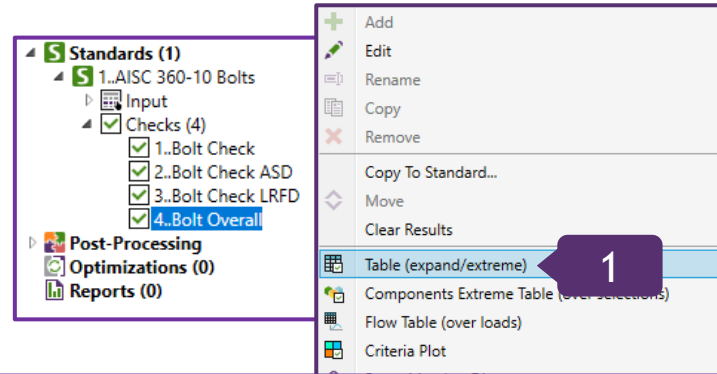 Standards (1)
1..AISC 360-10 Bolts
Input
Checks (4)
1..Bolt Check
2..Bolt Check ASD
3..Bolt Check LRFD
4..Bolt Overall
Post-Processing
Optimizations (0)
Reports (0)
Add
Edit
Rename
Copy
Remove
Copy To Standard...
Move
Clear Results
Table (expand/extreme)
1
Components Extreme Table (over selections)
Flow Table (over loads)
Criteria Plot